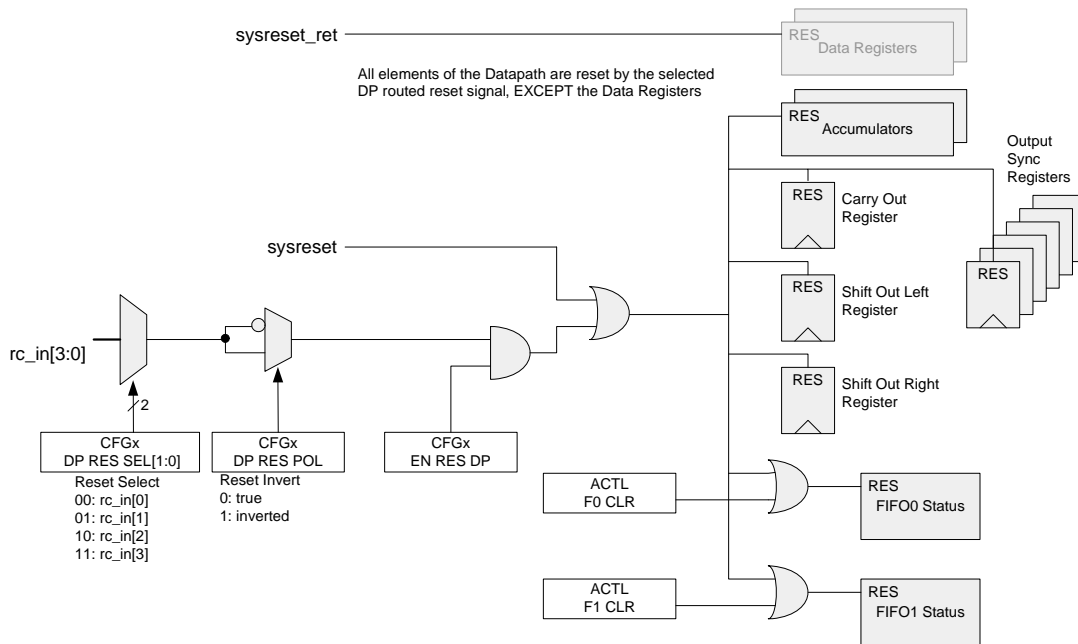 sysreset_ret
RES
Data Registers
All elements of the Datapath are reset by the selected
DP routed reset signal, EXCEPT the Data Registers
RES
Accumulators
Output
Sync
Registers
RES
Carry Out
Register
sysreset
RES
RES
Shift Out Left
Register
rc_in[3:0]
RES
Shift Out Right
Register
2
CFGx
DP RES SEL[1:0]
CFGx
DP RES POL
CFGx
EN RES DP
Reset Select
00: rc_in[0]
01: rc_in[1]
10: rc_in[2]
11: rc_in[3]
Reset Invert
0: true
1: inverted
ACTL
F0 CLR
RES
FIFO0 Status
ACTL
F1 CLR
RES
FIFO1 Status